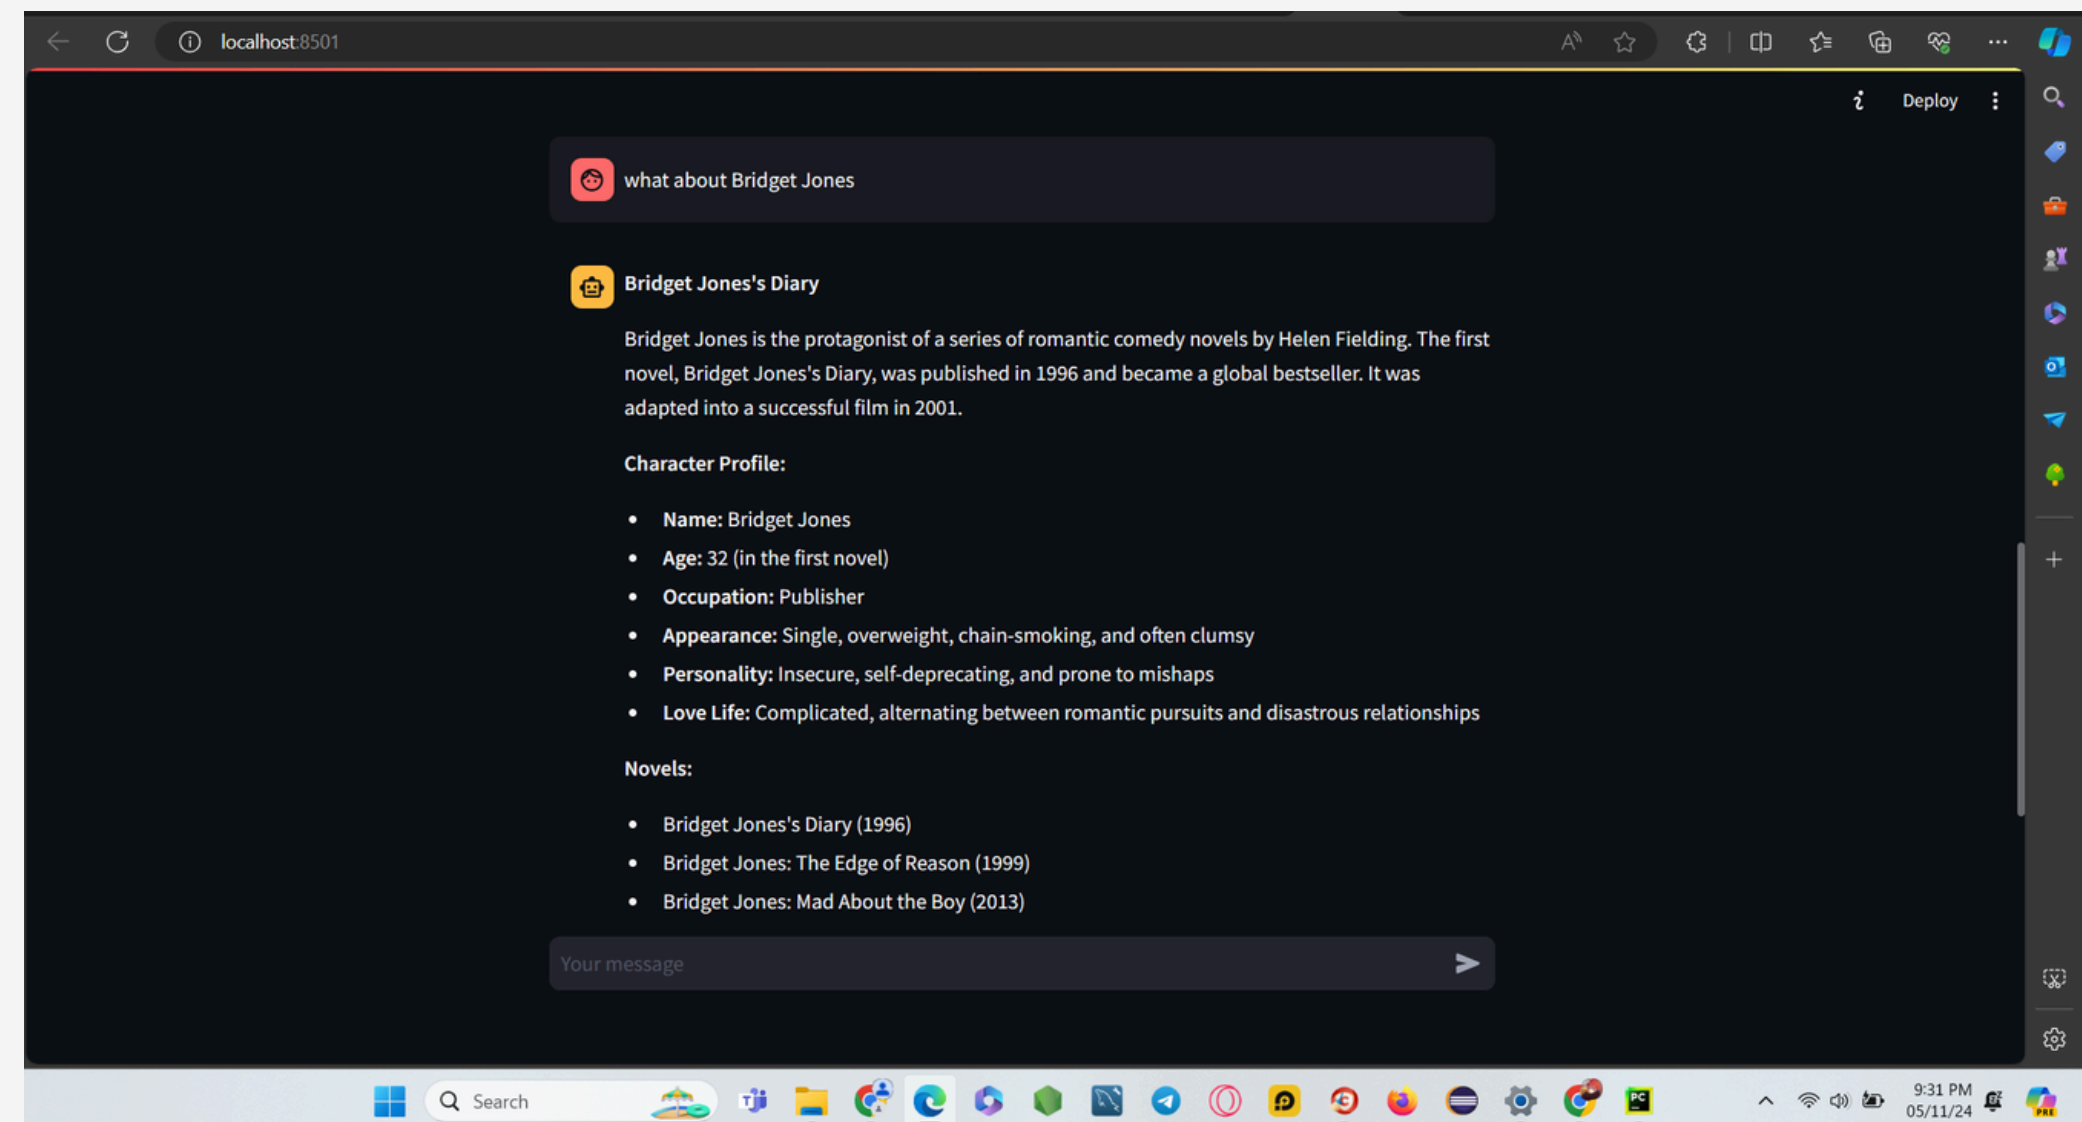 localhost:8501
Deploy
what about Bridget Jones
Bridget Jones's Diary
Bridget Jones is the protagonist of a series of romantic comedy novels by Helen Fielding. The first
novel, Bridget Jones's Diary, was published in 1996 and became a global bestseller. It was
adapted into a successful film in 2001.
Character Profile:
• Name: Bridget Jones
• Age: 32 (in the first novel)
• Occupation: Publisher
• Appearance: Single, overweight, chain-smoking, and often clumsy
• Personality: Insecure, self-deprecating, and prone to mishaps
• Love Life: Complicated, alternating between romantic pursuits and disastrous relationships
Novels:
• Bridget Jones's Diary (1996)
• Bridget Jones: The Edge of Reason (1999)
• Bridget Jones: Mad About the Boy (2013)
Your message
Search
PC
9:31 PM
05/11/24
PRE